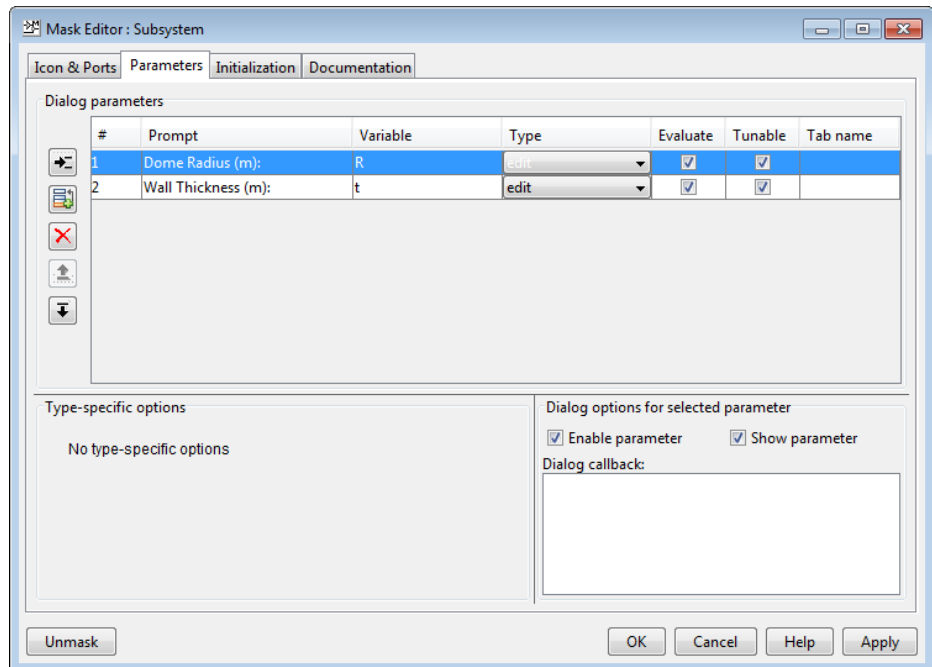 Mask Editor : Subsystem
Icon & Ports Parameters Initialization Documentation
Dialog parameters
# Prompt Variable Type Evaluate Tunable Tab name
1 Dome Radius (m): R edit
2 Wall Thickness (m): t edit
Type-specific options
No type-specific options
Dialog options for selected parameter
Enable parameter Show parameter
Dialog callback:
Unmask OK Cancel Help Apply